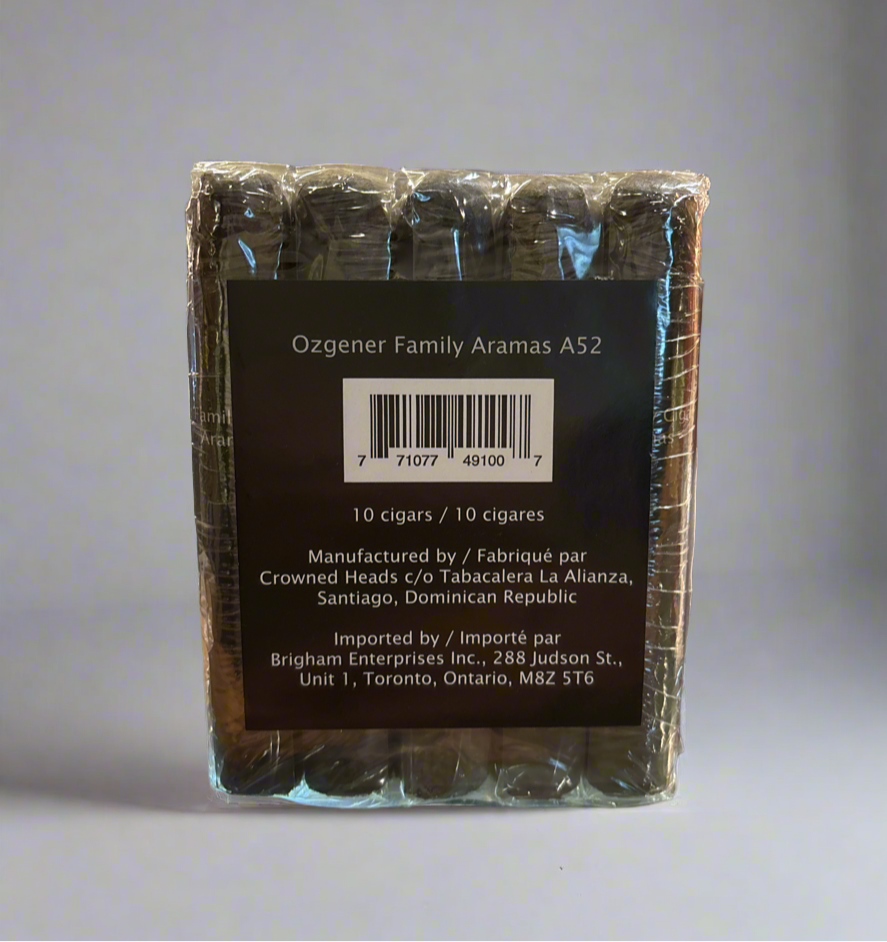 Ozgener Family Aramas A52
7 71077 49100 7
10 cigars / 10 cigares
Manufactured by / Fabriqué par
Crowned Heads c/o Tabacalera La Alianza,
Santiago, Dominican Republic
Imported by / Importé par
Brigham Enterprises Inc., 288 Judson St.,
Unit 1, Toronto, Ontario, M8Z 5T6